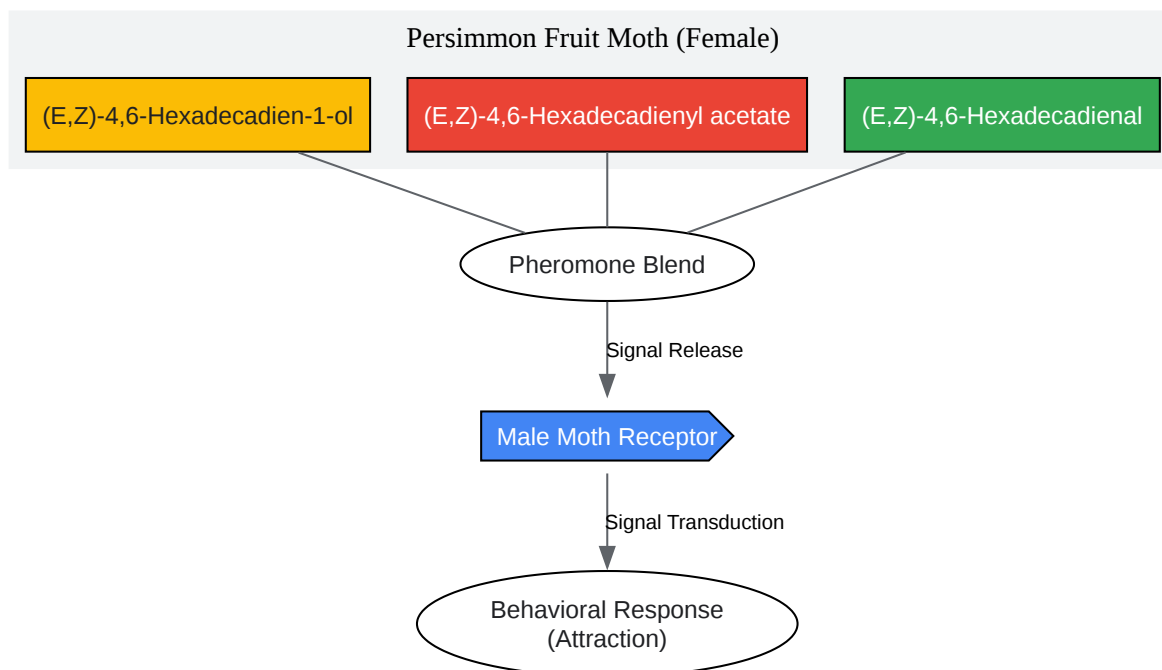 Persimmon Fruit Moth (Female)
(E,Z)-4,6-Hexadecadien-1-ol
(E,Z)-4,6-Hexadecadienyl acetate
(E,Z)-4,6-Hexadecadienal
Pheromone Blend
Signal Release
Male Moth Receptor
Signal Transduction
Behavioral Response
(Attraction)